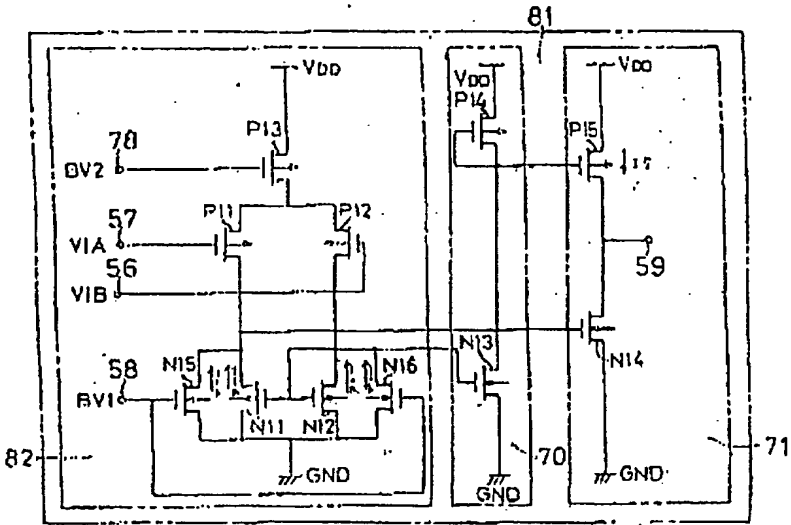 81
VDD
VDD
VDD
P13
P14
P15
78
BV2
57
P11
P12
VIA
56
59
VIB
58
N15
N16
N13
N14
BV1
N11
N12
82
GND
70
71
GND
GND